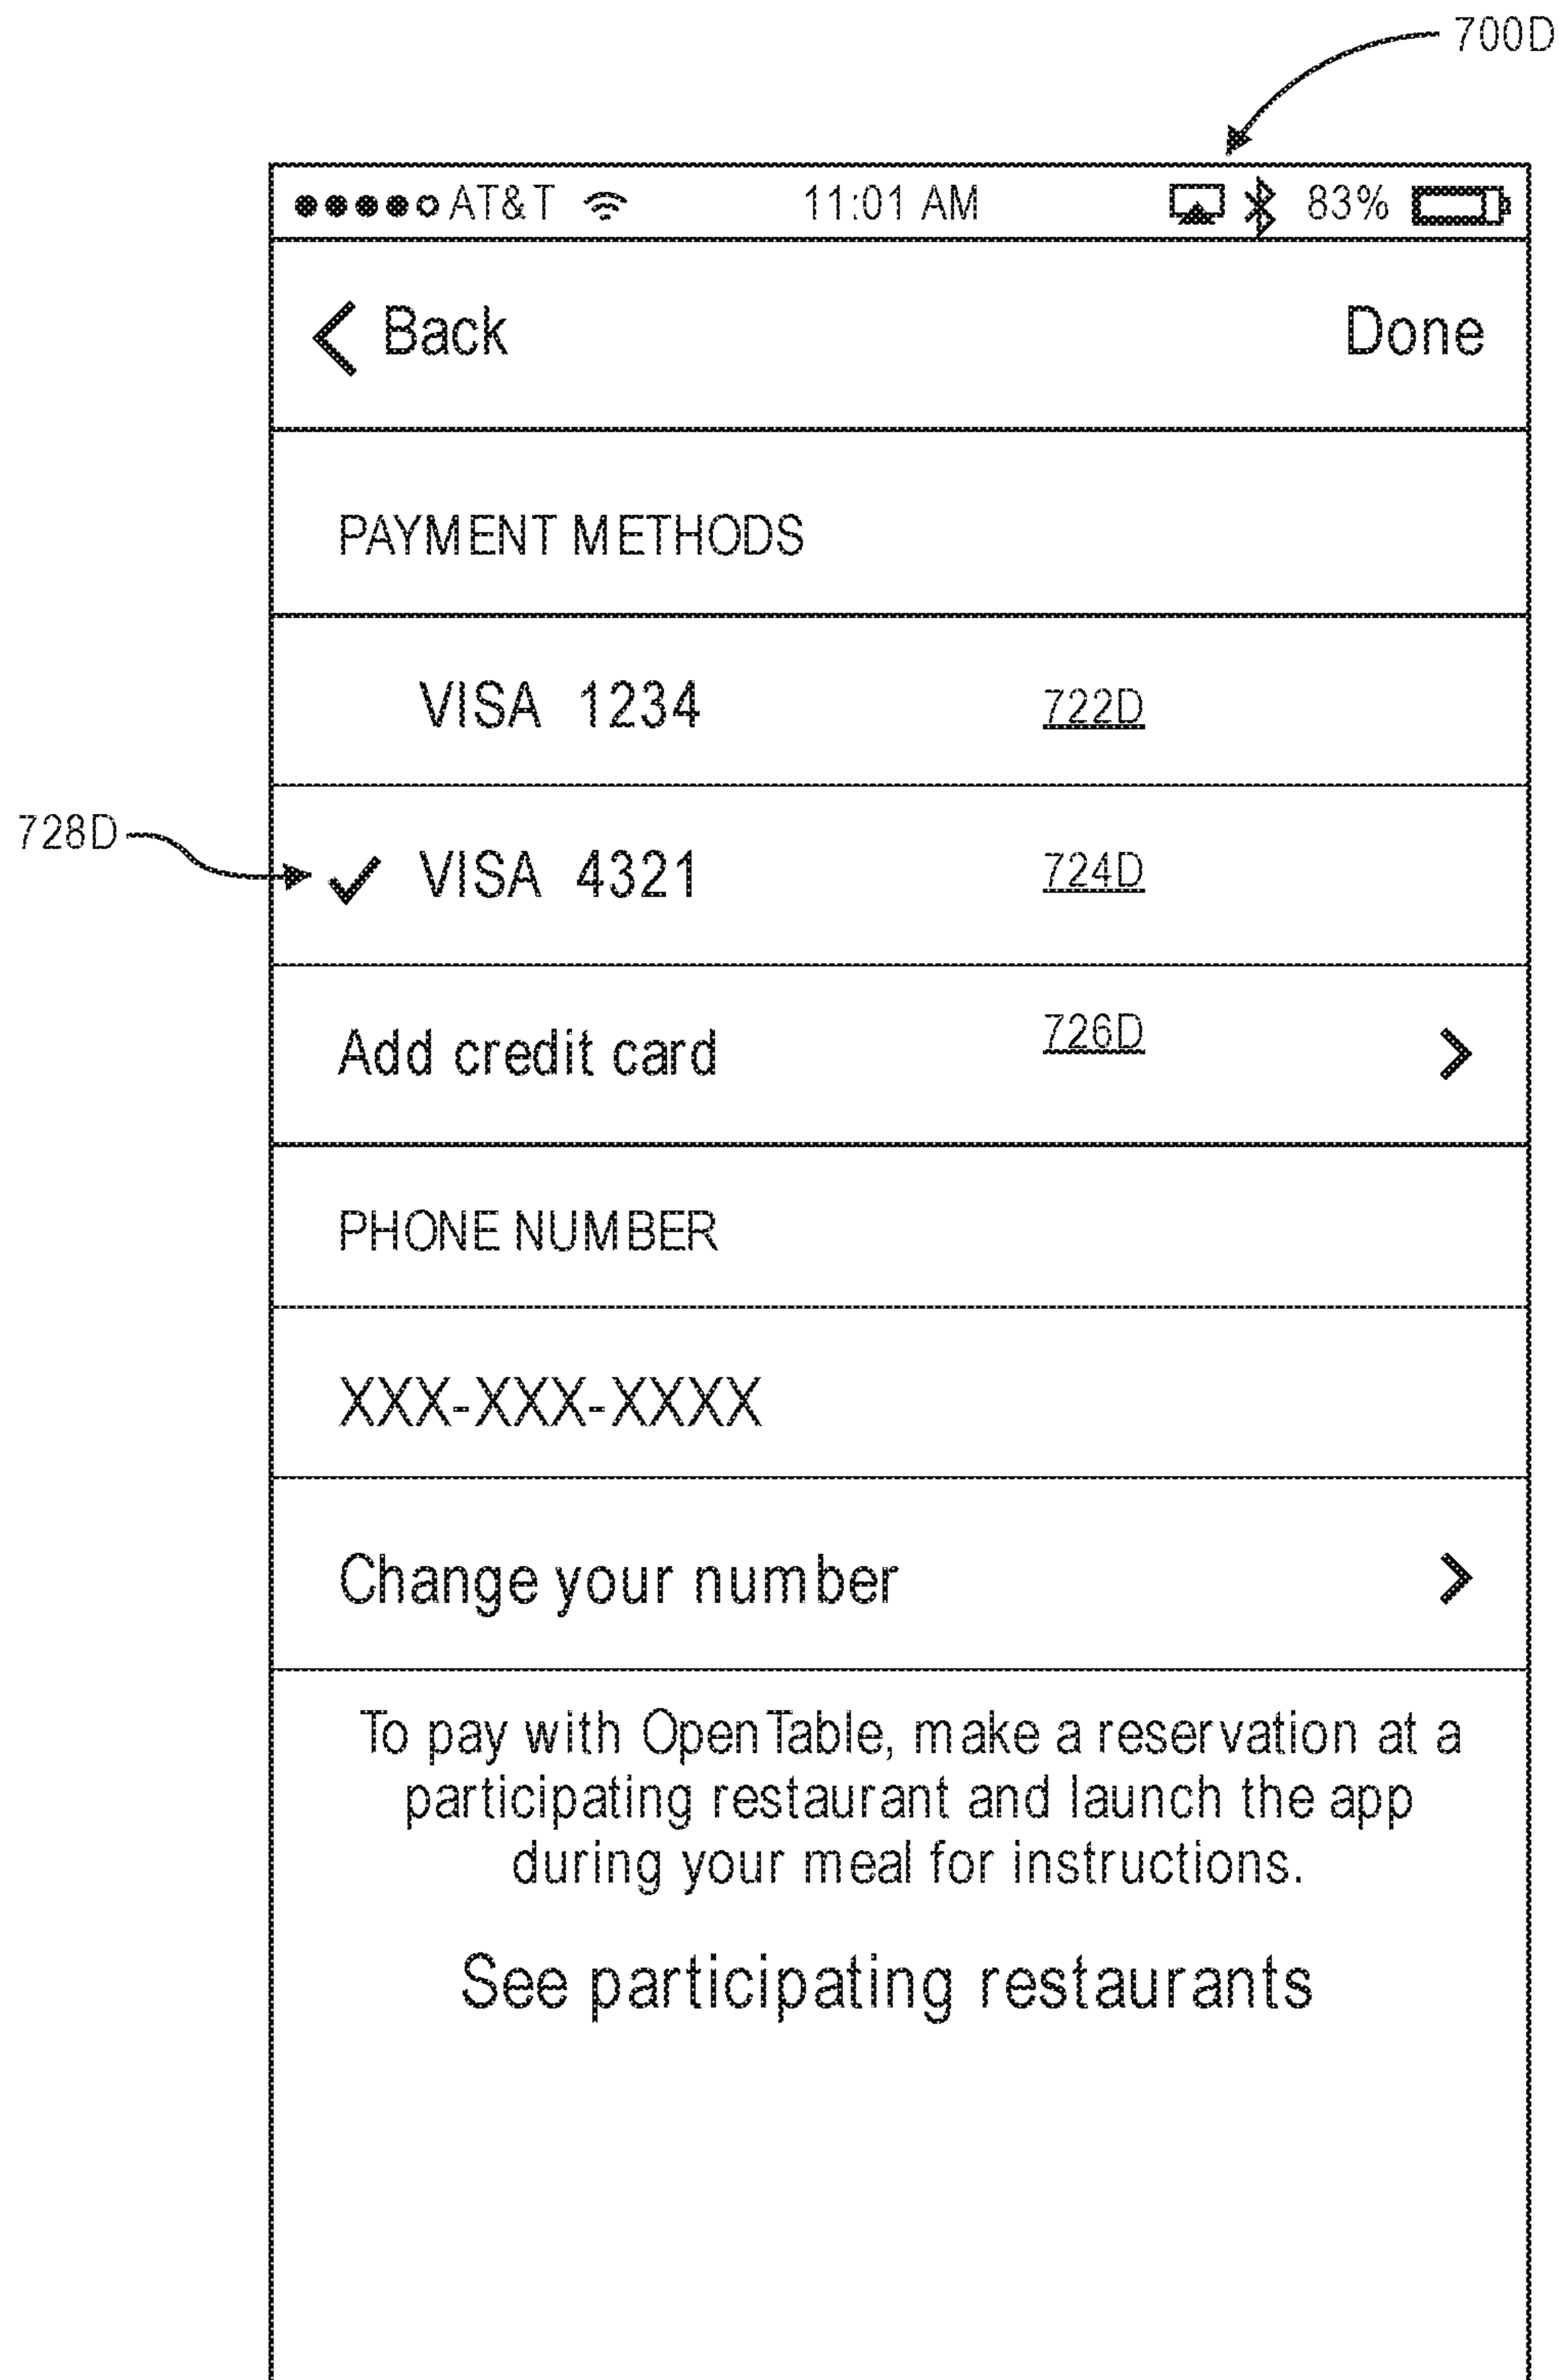 700D
AT&T 11:01 AM 83%
Back Done
PAYMENT METHODS
VISA 1234 722D
728D VISA 4321 724D
Add credit card 726D
PHONE NUMBER
XXX-XXX-XXXX
Change your number
To pay with OpenTable, make a reservation at a
participating restaurant and launch the app
during your meal for instructions.
See participating restaurants